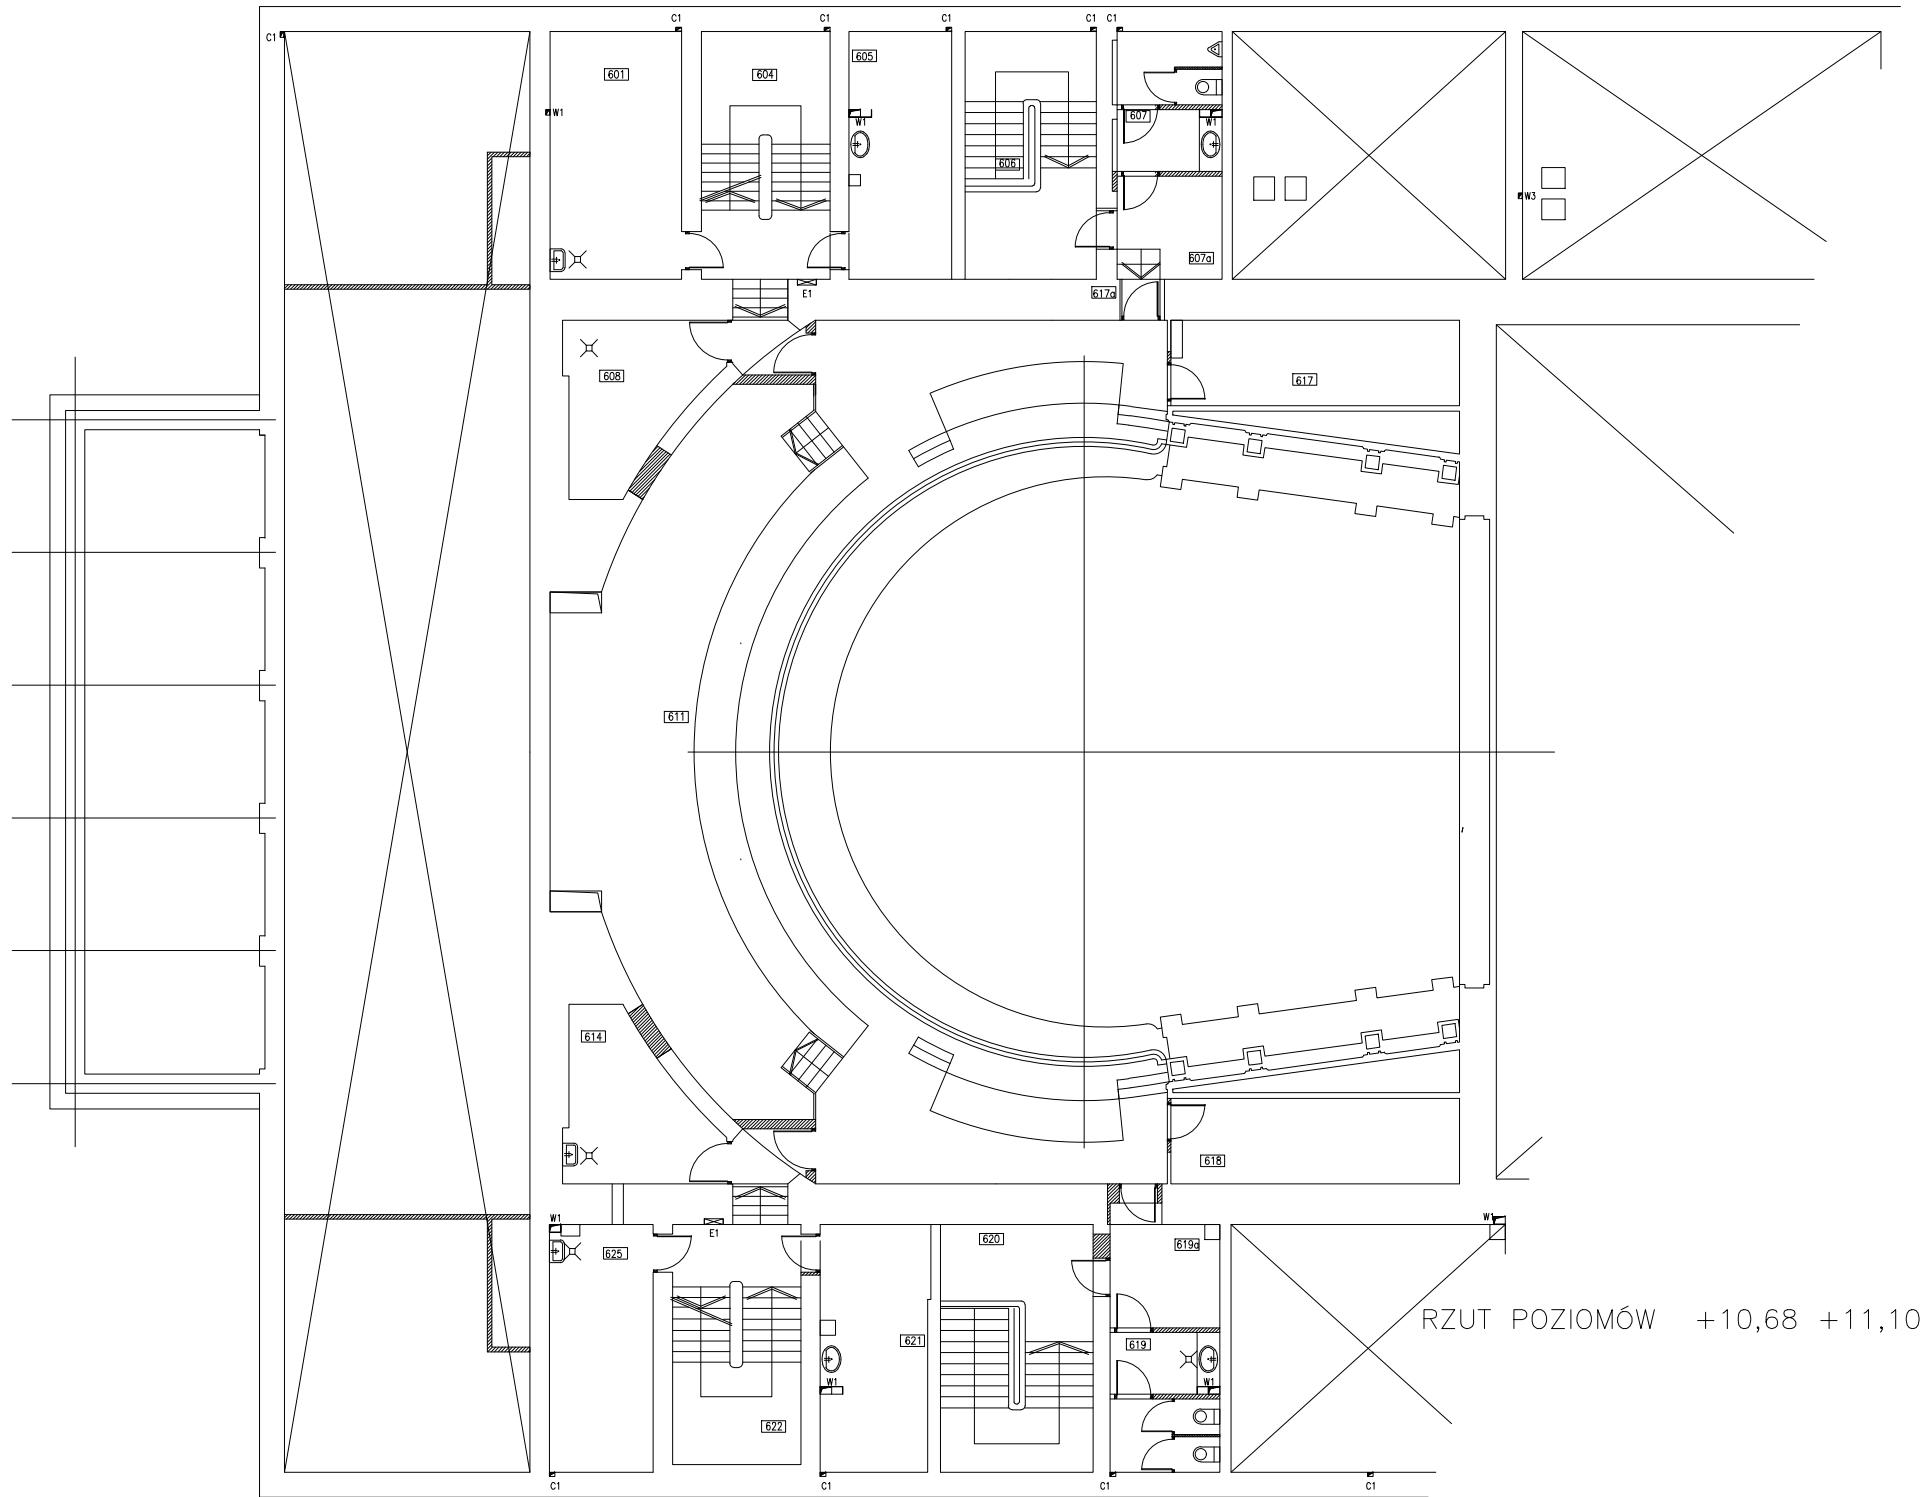 C1 C1 C1 C1 C1
C1
601 604 605
W1 W1 607 W1
606
W3
607a
E1 617a
608 617
611
614
618
W1 E1 W1
625 620 619a
RZUT POZIOMÓW +10,68 +11,10
621 619
W1 W1
622
C1 C1 C1 C1